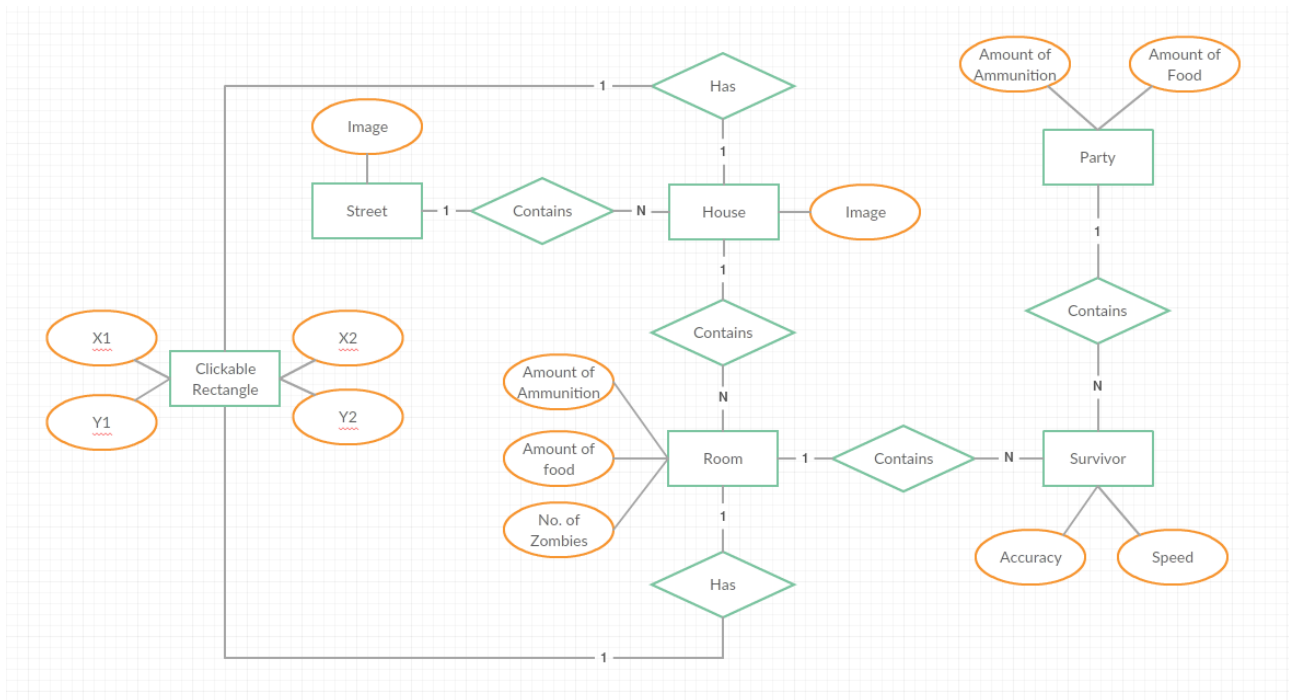 Amount of
Ammunition
Amount of
Food
1
Has
Image
1
Party
Street
1
Contains
N
House
Image
1
1
Contains
X1
X2
Contains
Clickable
Rectangle
Amount of
Ammunition
N
N
Y1
Y2
Amount of
food
Room
1
Contains
N
Survivor
No. of
Zombies
1
Accuracy
Speed
Has
1